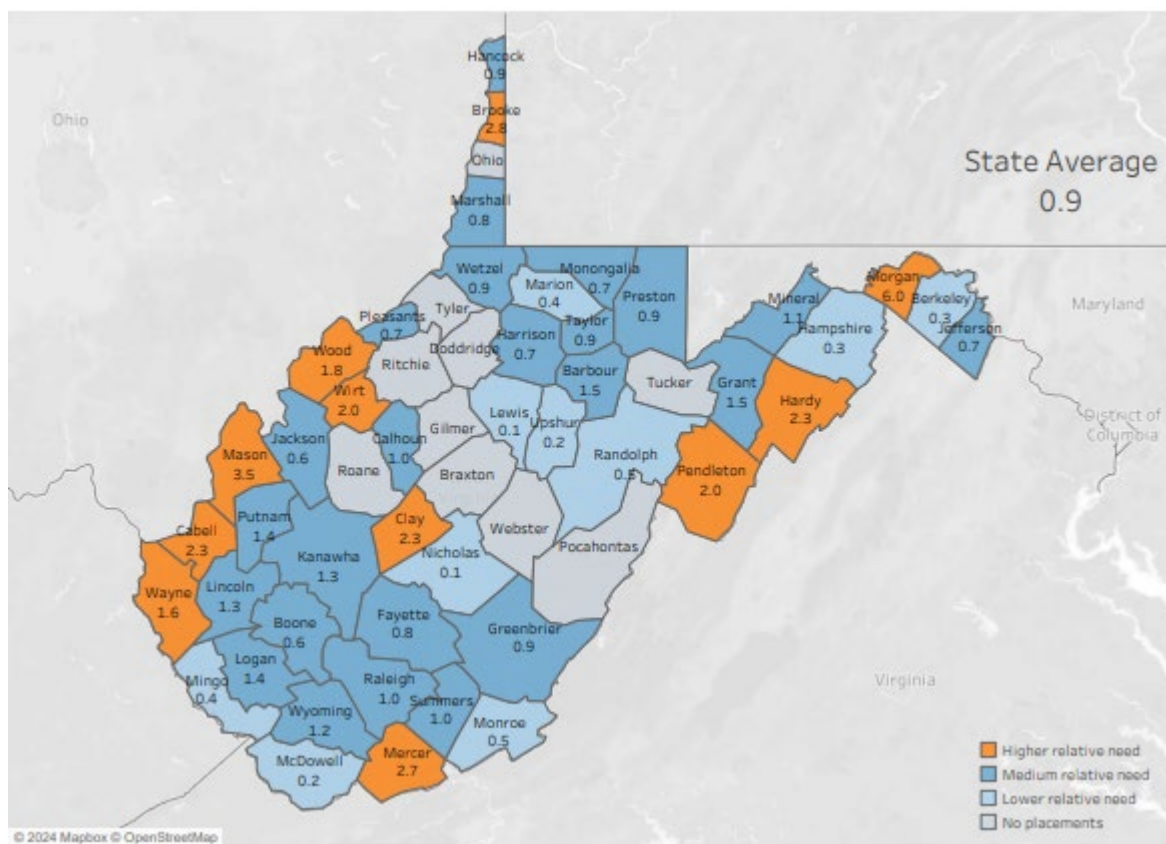 Hancock
0.9
Ohio
Brooke
2.8
Ohio
State Average
0.9
Marshall
0.8
Wetzel
0.9
Monongalia
0.7
Marion
0.4
Preston
0.9
Morgan
6.0
Berkeley
0.3
Jefferson
0.7
Maryland
Mineral
1.1
Hampshire
0.3
Tyler
Pleasants
0.7
Harrison
0.7
Taylor
0.9
Doddridge
Ritchie
Wood
1.8
Wirt
2.0
Barbour
1.5
Tucker
Grant
1.5
Hardy
2.3
District of
Columbia
Lewis
0.1
Upshur
0.2
Gilmer
Calhoun
1.0
Jackson
0.6
Mason
3.5
Roane
Braxton
Randolph
0.5
Pendleton
2.0
Putnam
1.4
Cabell
2.3
Clay
2.3
Webster
Pocahontas
Kanawha
1.3
Nicholas
0.1
Wayne
1.6
Lincoln
1.3
Boone
0.6
Fayette
0.8
Greenbrier
0.9
Logan
1.4
Mingo
0.4
Raleigh
1.0
Summers
1.0
Wyoming
1.2
Monroe
0.5
Virginia
McDowell
0.2
Mercer
2.7
Higher relative need
Medium relative need
Lower relative need
No placements
© 2024 Mapbox © OpenStreetMap